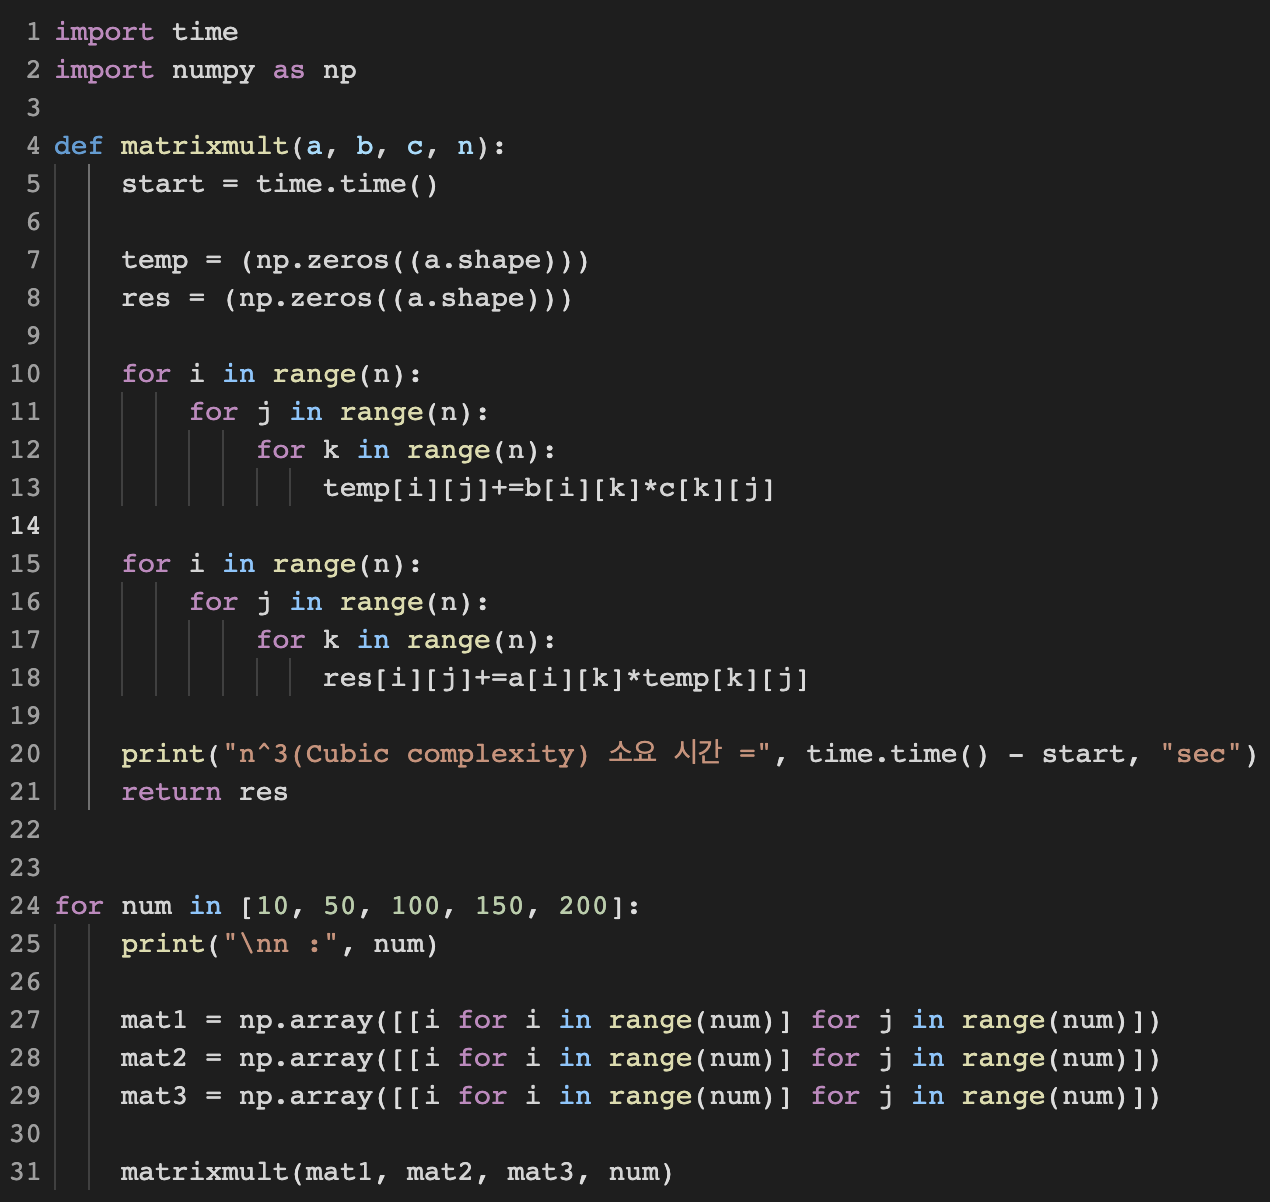 1 import time
2 import numpy as np
3
4 def matrixmult(a, b, c, n):
5     start = time.time()
6
7     temp = (np.zeros((a.shape)))
8     res = (np.zeros((a.shape)))
9
10     for i in range(n):
11         for j in range(n):
12             for k in range(n):
13                 temp[i][j]+=b[i][k]*c[k][j]
14
15     for i in range(n):
16         for j in range(n):
17             for k in range(n):
18                 res[i][j]+=a[i][k]*temp[k][j]
19
20     print("n^3(Cubic complexity) 소요 시간 =", time.time() - start, "sec")
21     return res
22
23
24 for num in [10, 50, 100, 150, 200]:
25     print("\nn :", num)
26
27     mat1 = np.array([[i for i in range(num)] for j in range(num)])
28     mat2 = np.array([[i for i in range(num)] for j in range(num)])
29     mat3 = np.array([[i for i in range(num)] for j in range(num)])
30
31     matrixmult(mat1, mat2, mat3, num)